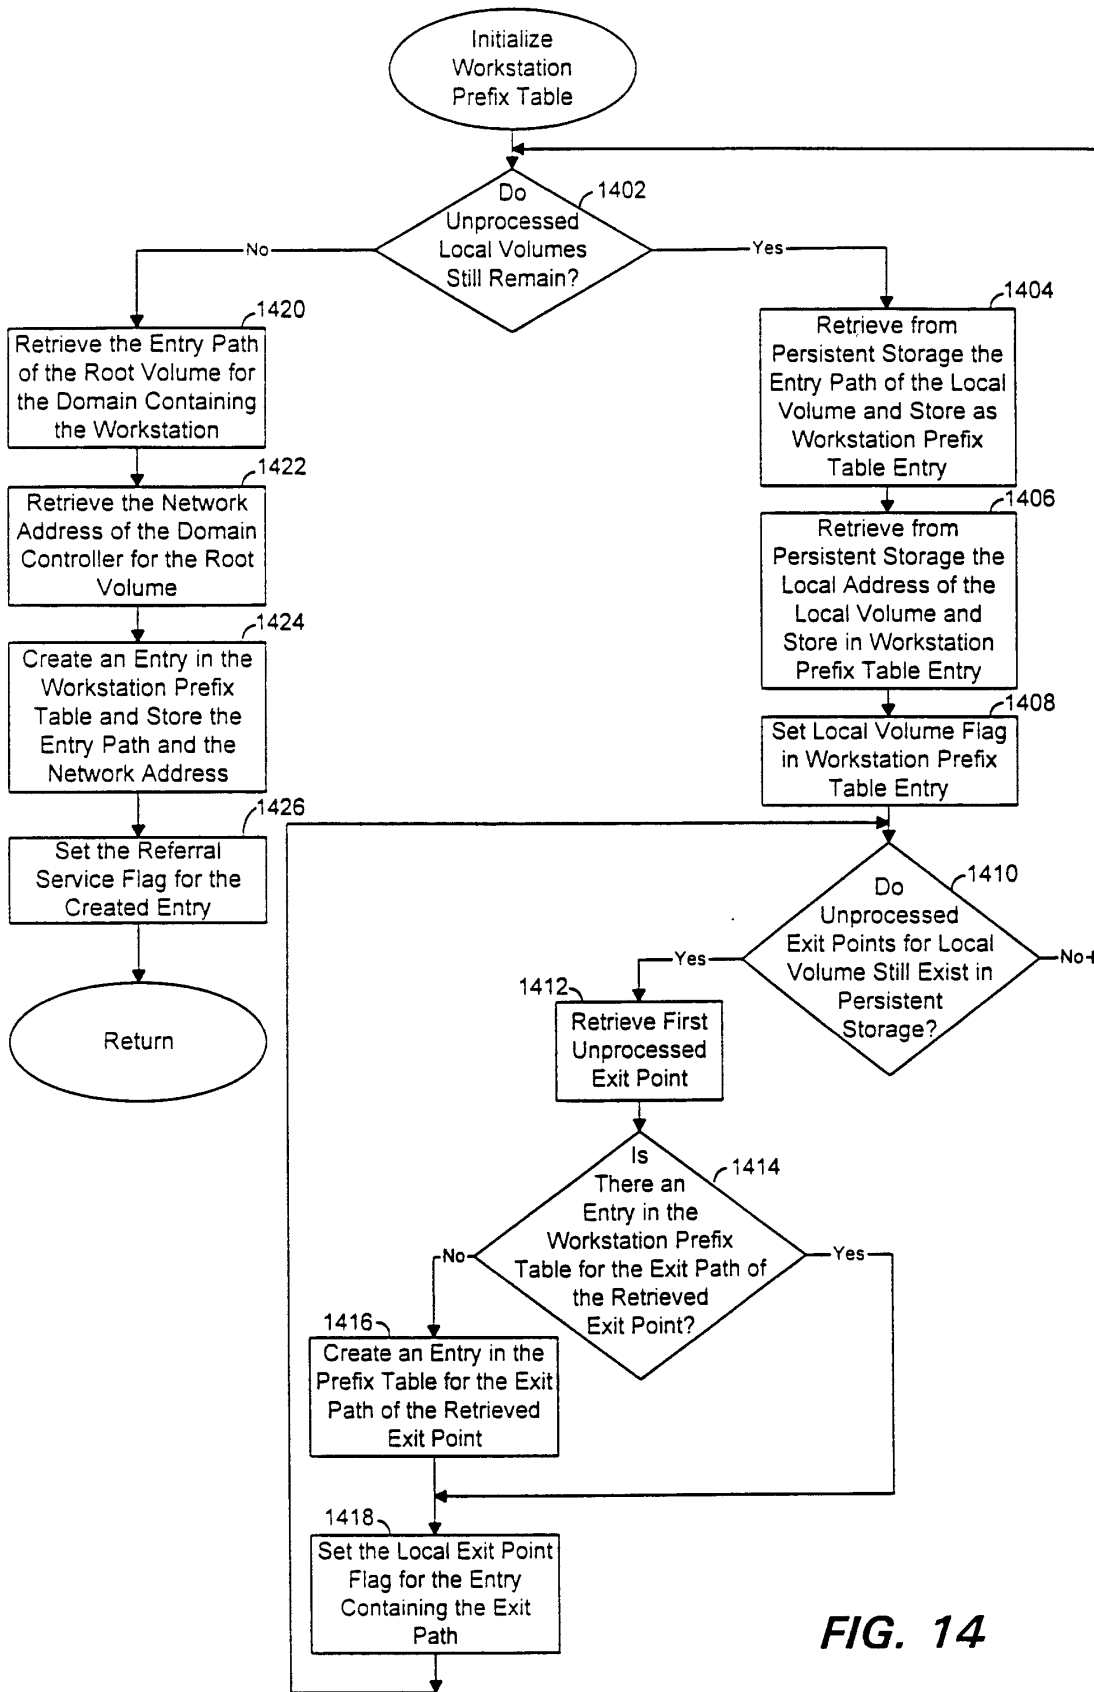 Initialize
Workstation
Prefix Table
1402
Do
Unprocessed
Local Volumes
Still Remain?
No
Yes
1420
Retrieve the Entry Path
of the Root Volume for
the Domain Containing
the Workstation
1422
Retrieve the Network
Address of the Domain
Controller for the Root
Volume
1424
Create an Entry in the
Workstation Prefix
Table and Store the
Entry Path and the
Network Address
1426
Set the Referral
Service Flag for the
Created Entry
Return
1404
Retrieve from
Persistent Storage the
Entry Path of the Local
Volume and Store as
Workstation Prefix
Table Entry
1406
Retrieve from
Persistent Storage the
Local Address of the
Local Volume and
Store in Workstation
Prefix Table Entry
1408
Set Local Volume Flag
in Workstation Prefix
Table Entry
1410
Do
Unprocessed
Exit Points for Local
Volume Still Exist in
Persistent
Storage?
Yes
No
1412
Retrieve First
Unprocessed
Exit Point
1414
Is
There an
Entry in the
Workstation Prefix
Table for the Exit Path of
the Retrieved
Exit Point?
No
Yes
1416
Create an Entry in the
Prefix Table for the Exit
Path of the Retrieved
Exit Point
1418
Set the Local Exit Point
Flag for the Entry
Containing the Exit
Path
FIG. 14